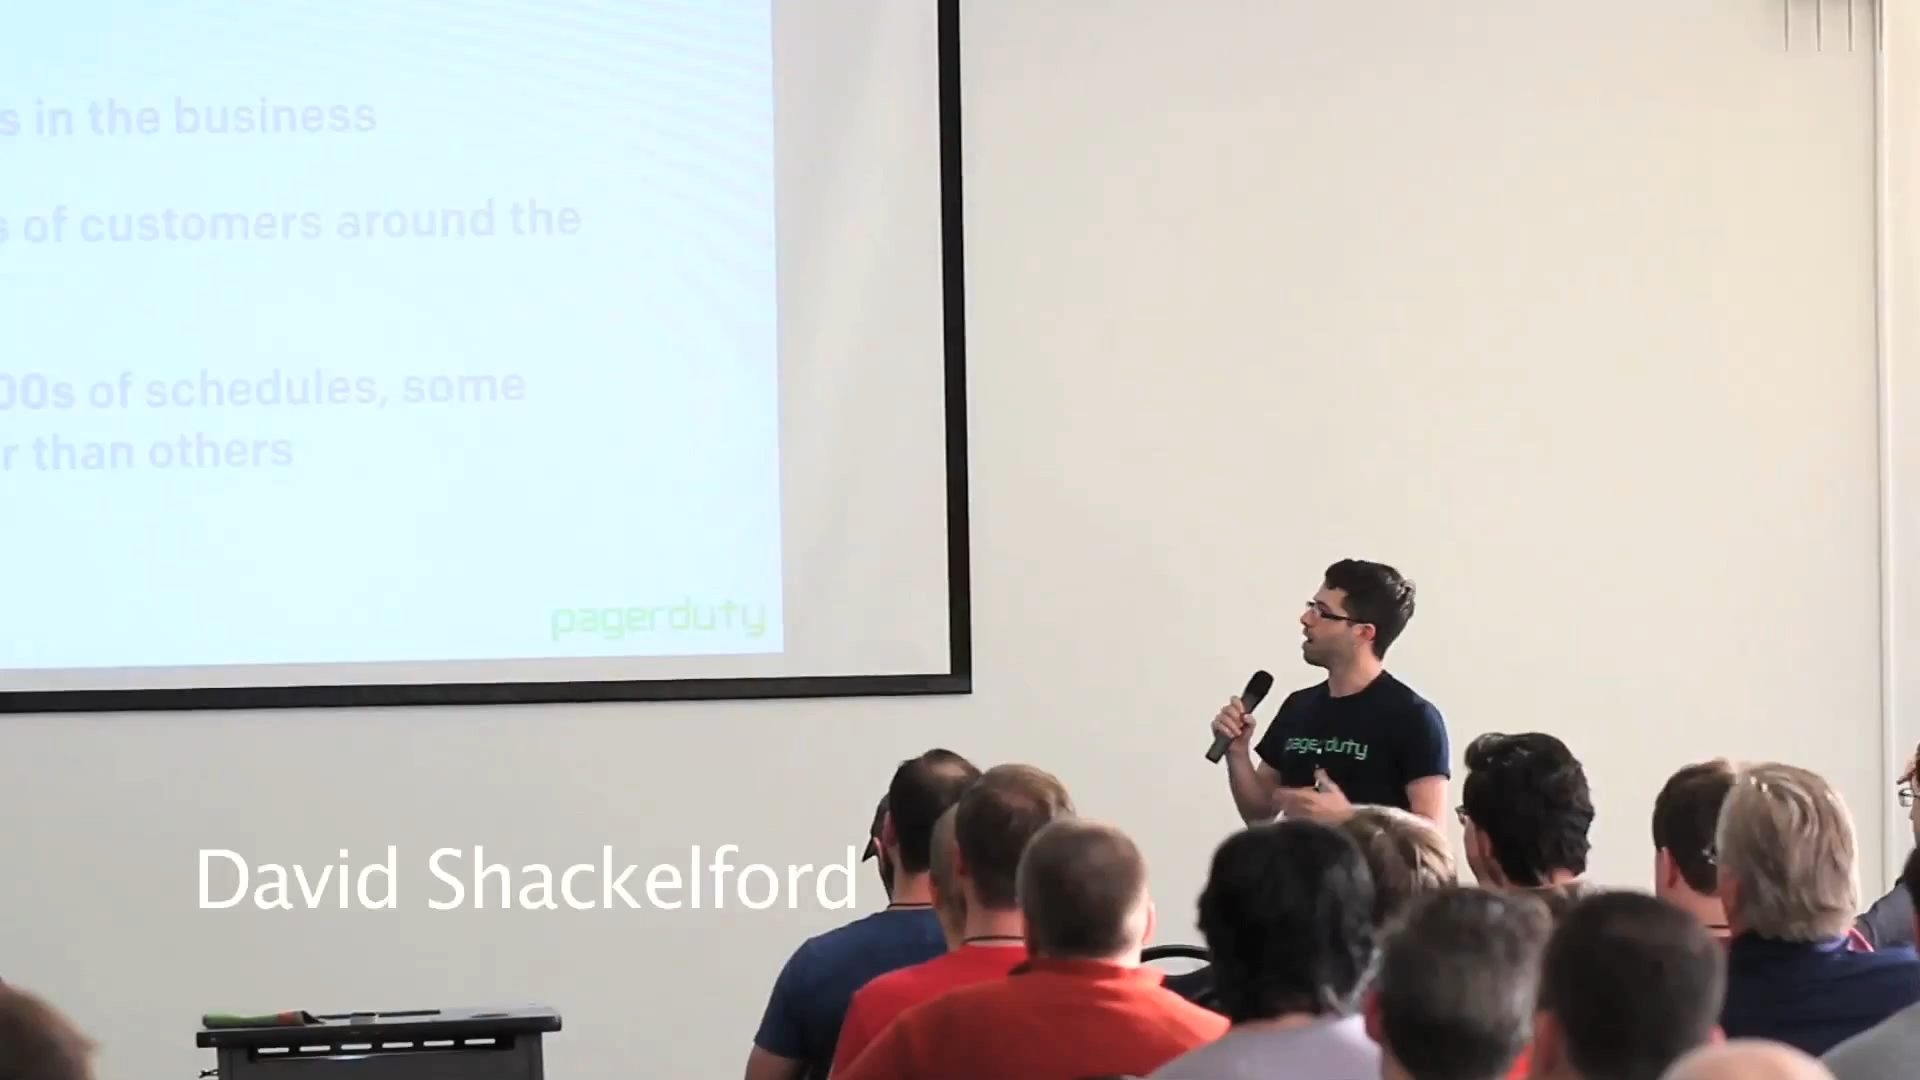 in the business
of customers around the
00s of schedules, some
than others
pagerduty
pagerduty
David Shackelford